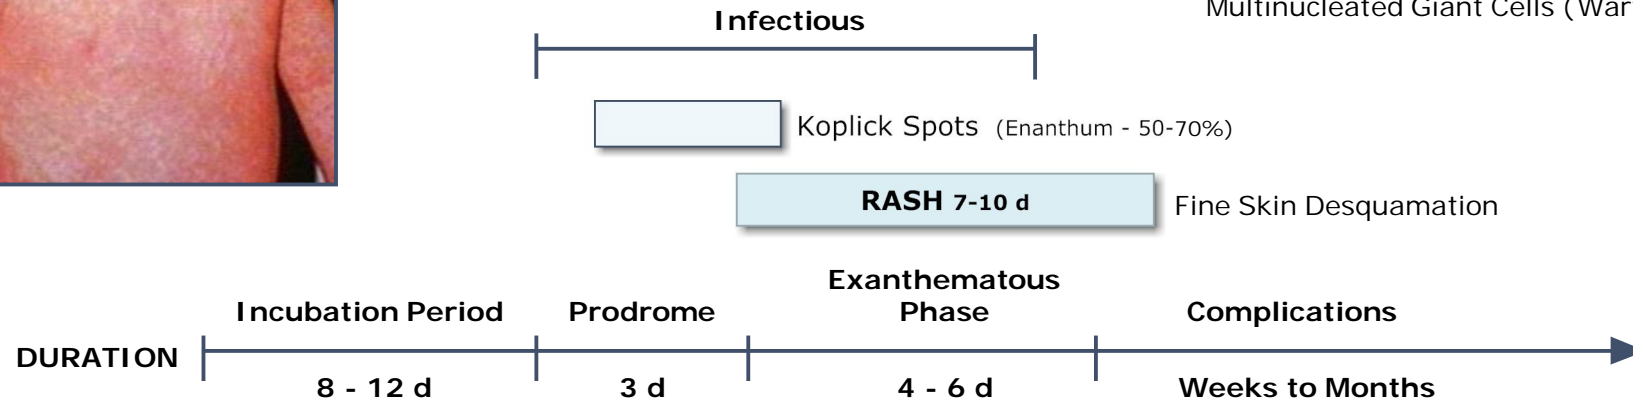 Infectious
Multinucleated Giant Cells (War
Koplick Spots (Enanthum - 50-70%)
RASH 7-10 d
Fine Skin Desquamation
Exanthematous
Incubation Period Prodrome Phase Complications
DURATION
8 - 12 d 3 d 4 - 6 d Weeks to Months